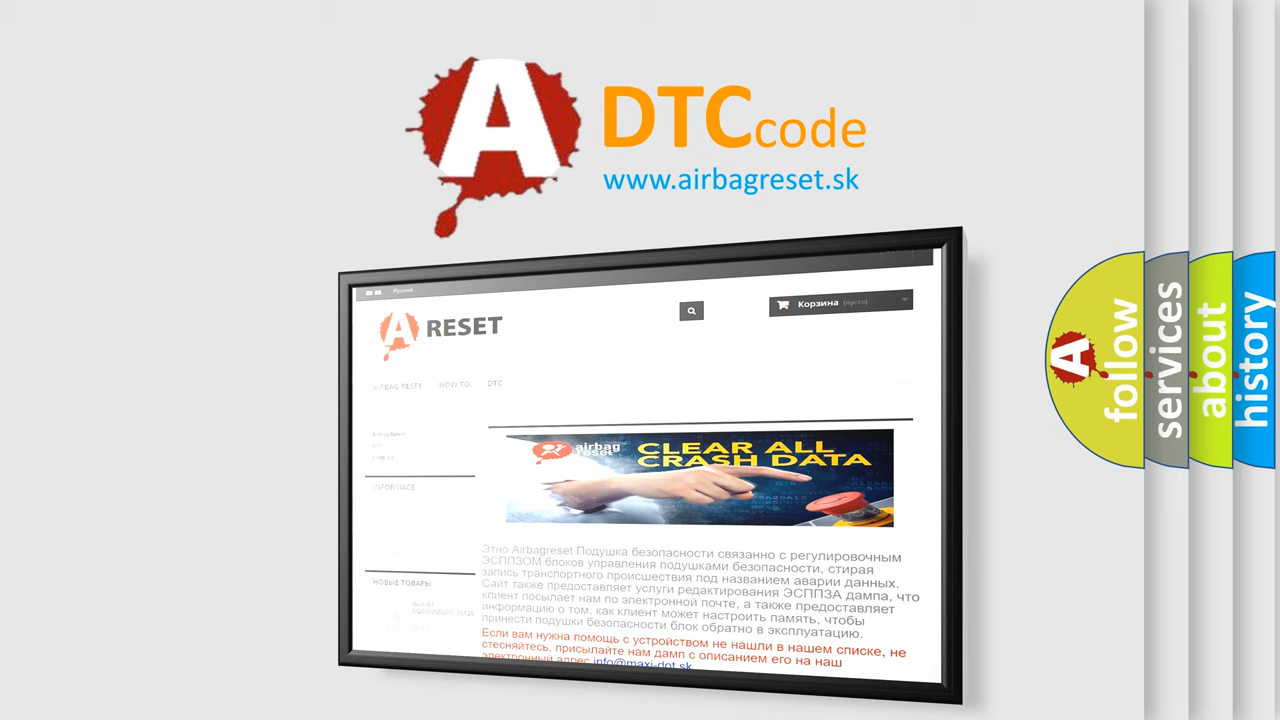 A
DTC code
www.airbagreset.sk
Русский
A RESET
Корзина (пусто)
AIRBAG RESET HOW TO DTC
INFORMACE
НОВЫЕ ТОВАРЫ
airbag
reset
CLEAR ALL
CRASH DATA
Этно Airbagreset Подушка безопасности связанно с регулировочным
ЭСППЗОМ блоков управления подушками безопасности, стирая
запись транспортного происшествия под названием аварии данных.
Сайт также предоставляет услуги редактирования ЭСППЗА дампа, что
клиент посылает нам по электронной почте, а также предоставляет
информацию о том, как клиент может настроить память, чтобы
принести подушки безопасности блок обратно в эксплуатацию.
Если вам нужна помощь с устройством не нашли в нашем списке, не
стесняйтесь, присылайте нам дамп с описанием его на наш
электронный адрес info@maxi-dot.sk
A
follow
services
about
history